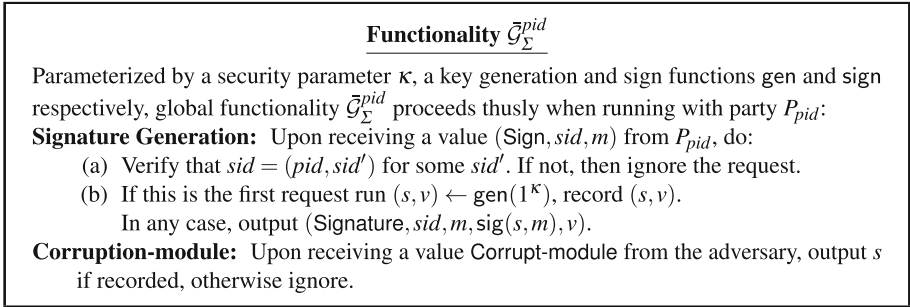 Functionality $\bar{\mathcal{G}}_{\Sigma}^{pid}$
Parameterized by a security parameter κ, a key generation and sign functions gen and sign
respectively, global functionality $\bar{\mathcal{G}}_{\Sigma}^{pid}$ proceeds thusly when running with party $P_{pid}$:
Signature Generation: Upon receiving a value (Sign, sid, m) from $P_{pid}$, do:
(a) Verify that sid = (pid, sid′) for some sid′. If not, then ignore the request.
(b) If this is the first request run (s, v) ← gen($1^{κ}$), record (s, v).
In any case, output (Signature, sid, m, sig(s, m), v).
Corruption-module: Upon receiving a value Corrupt-module from the adversary, output s
if recorded, otherwise ignore.